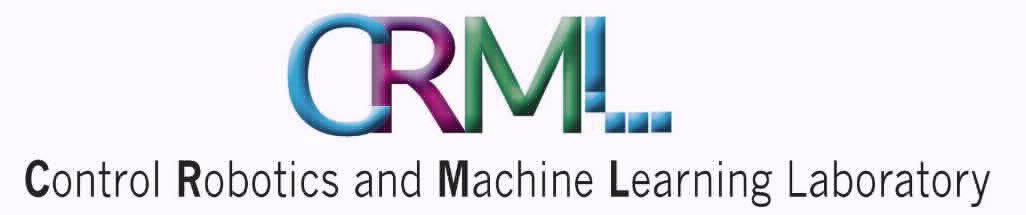 CRML
Control Robotics and Machine Learning Laboratory